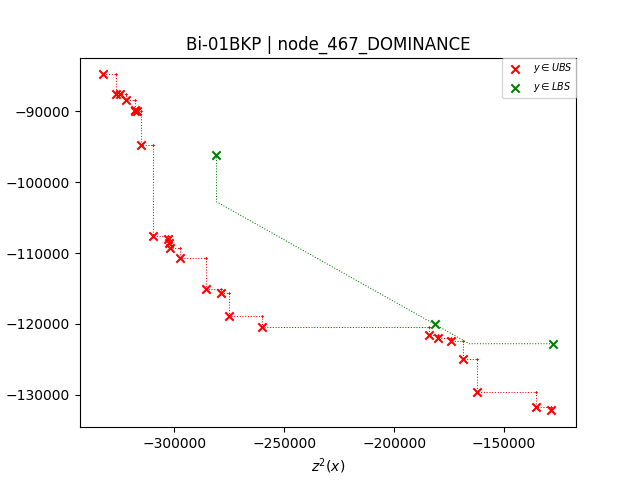 Bi-01BKP | node_467_DOMINANCE
y ∈ UBS
y ∈ LBS
−90000
−100000
−110000
−120000
−130000
−300000
−250000
−200000
−150000
z²(x)